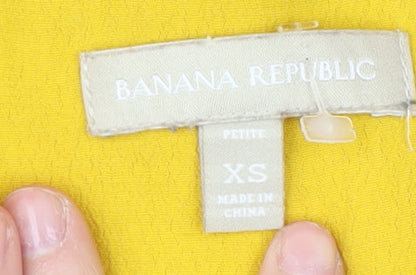 BANANA REPUBLIC
PETITE
XS
MADE IN
CHINA